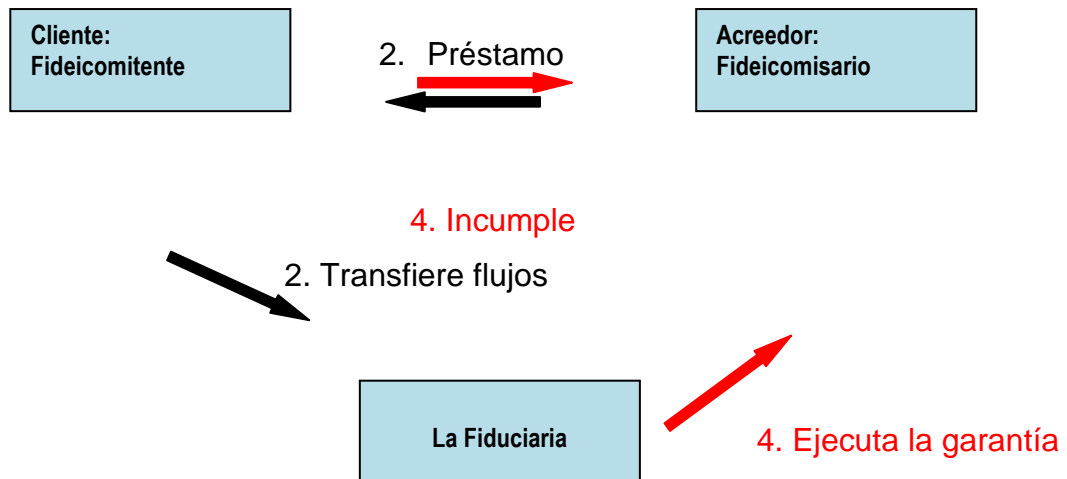 Cliente:
Fideicomitente
2. Préstamo
Acreedor:
Fideicomisario
4. Incumple
2. Transfiere flujos
La Fiduciaria
4. Ejecuta la garantía